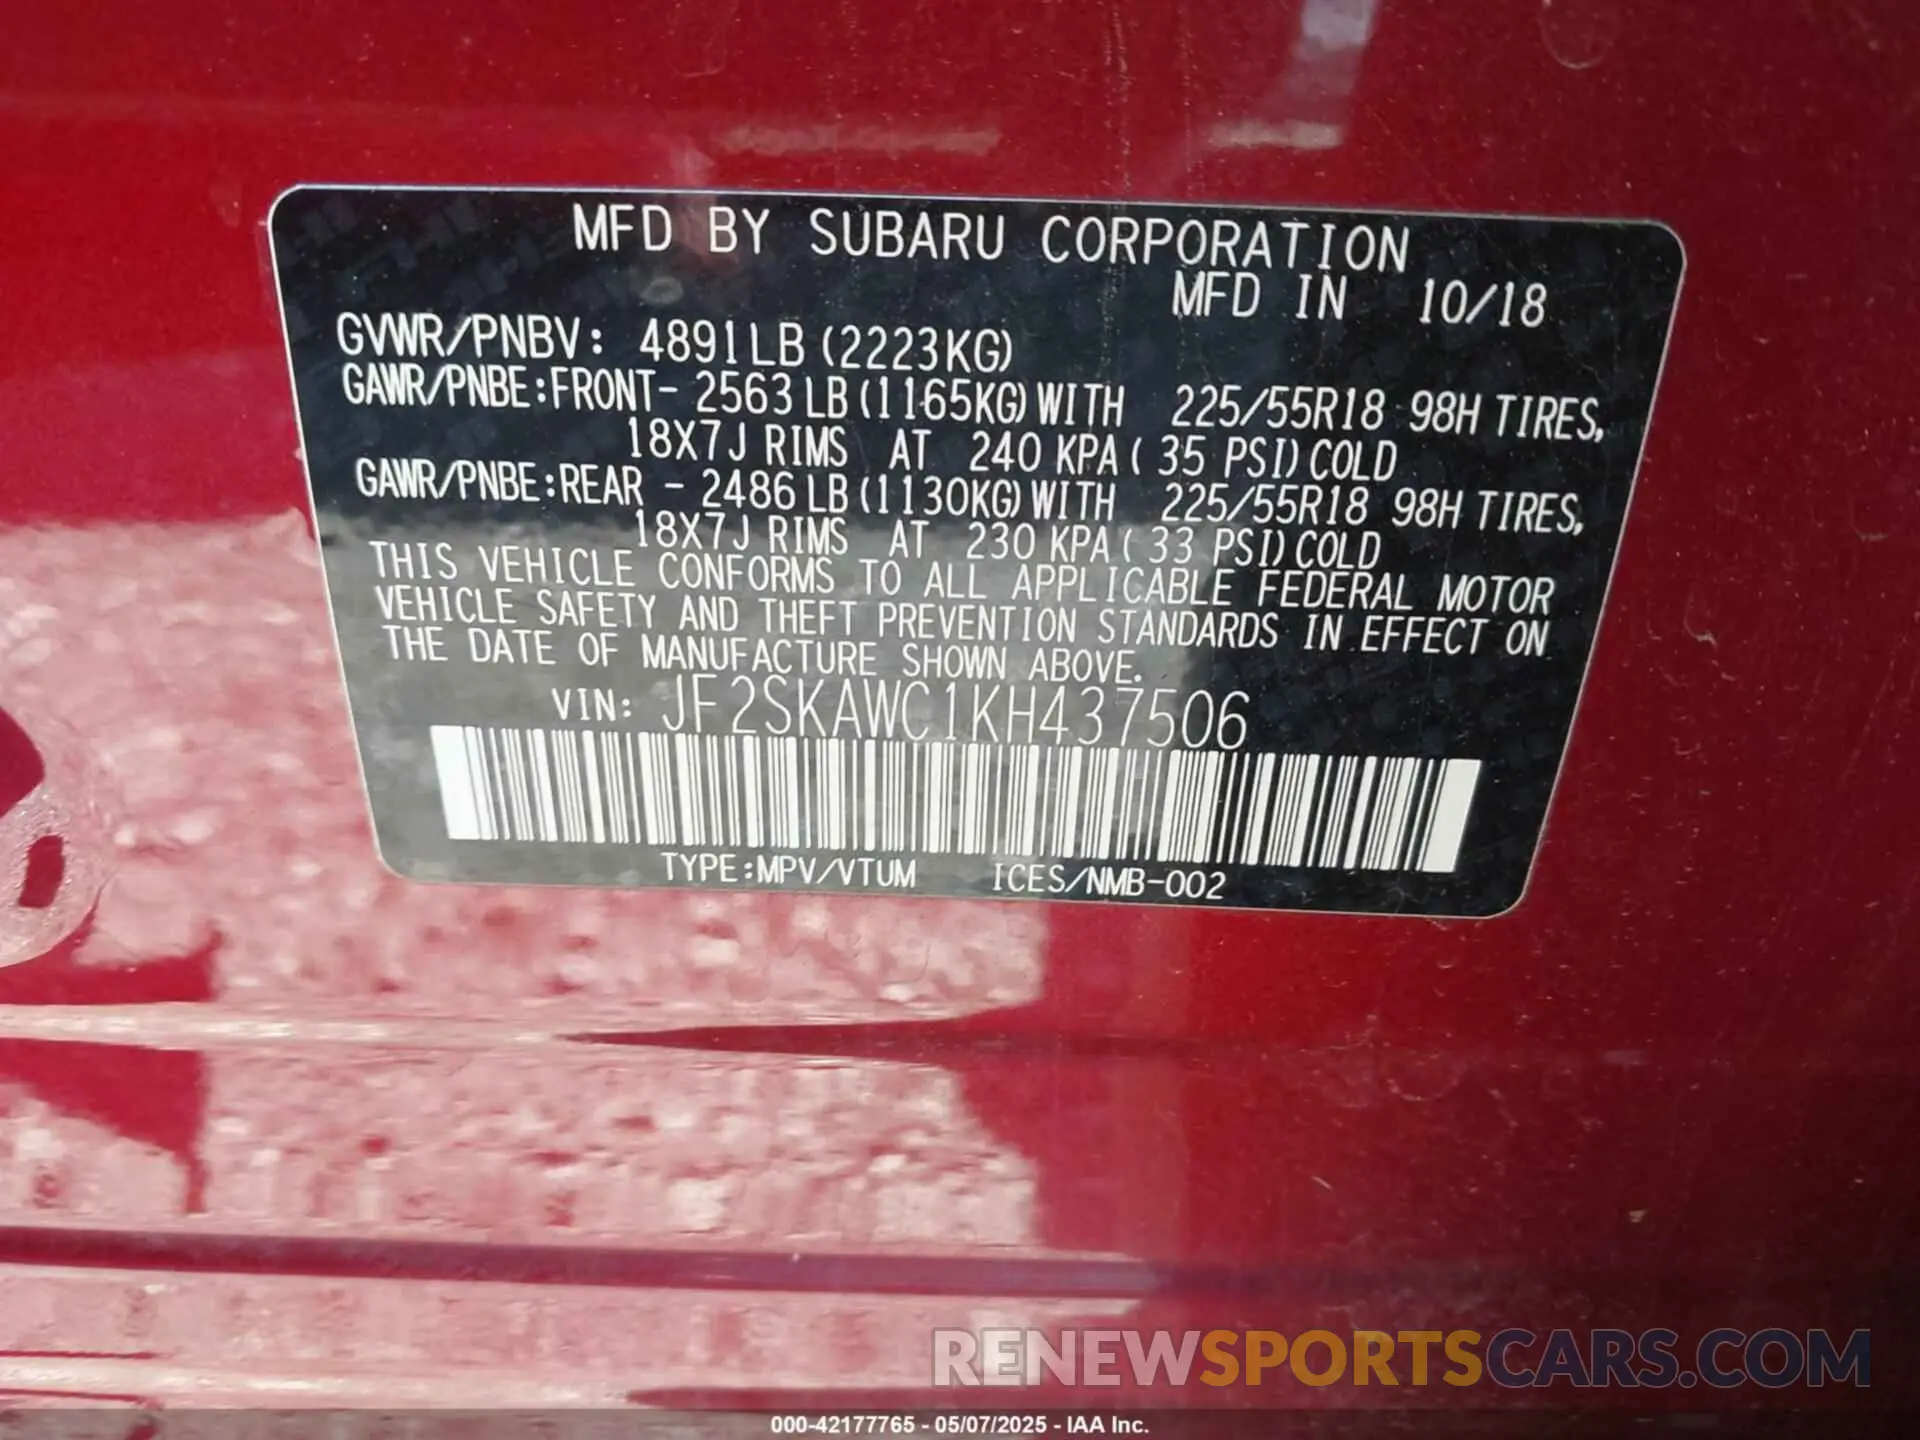 MFD BY SUBARU CORPORATION
MFD IN 10/18
GVWR/PNBV: 4891LB (2223KG)
GAWR/PNBE:FRONT- 2563LB (1165KG) WITH 225/55R18 98H TIRES,
18X7J RIMS AT 240 KPA ( 35 PSI) COLD
GAWR/PNBE:REAR - 2486LB (1130KG) WITH 225/55R18 98H TIRES,
18X7J RIMS AT 230 KPA ( 33 PSI) COLD
THIS VEHICLE CONFORMS TO ALL APPLICABLE FEDERAL MOTOR
VEHICLE SAFETY AND THEFT PREVENTION STANDARDS IN EFFECT ON
THE DATE OF MANUFACTURE SHOWN ABOVE.
VIN: JF2SKAWC1KH437506
TYPE:MPV/VTUM ICES/NMB-002
RENEWSPORTSCARS.COM
000-42177765 - 05/07/2025 - IAA Inc.